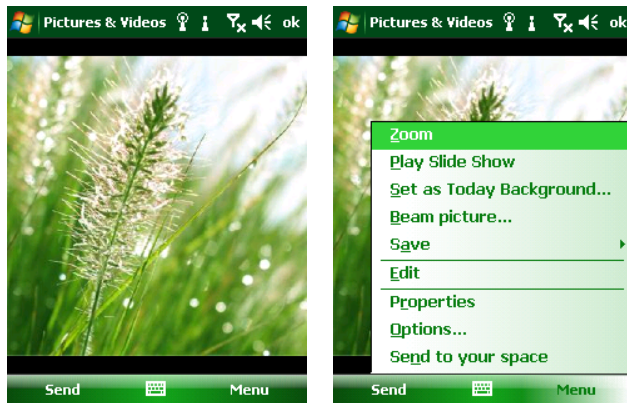 Pictures & Videos ok
Send Menu
Pictures & Videos ok
Zoom
Play Slide Show
Set as Today Background...
Beam picture...
Save
Edit
Properties
Options...
Send to your space
Send Menu